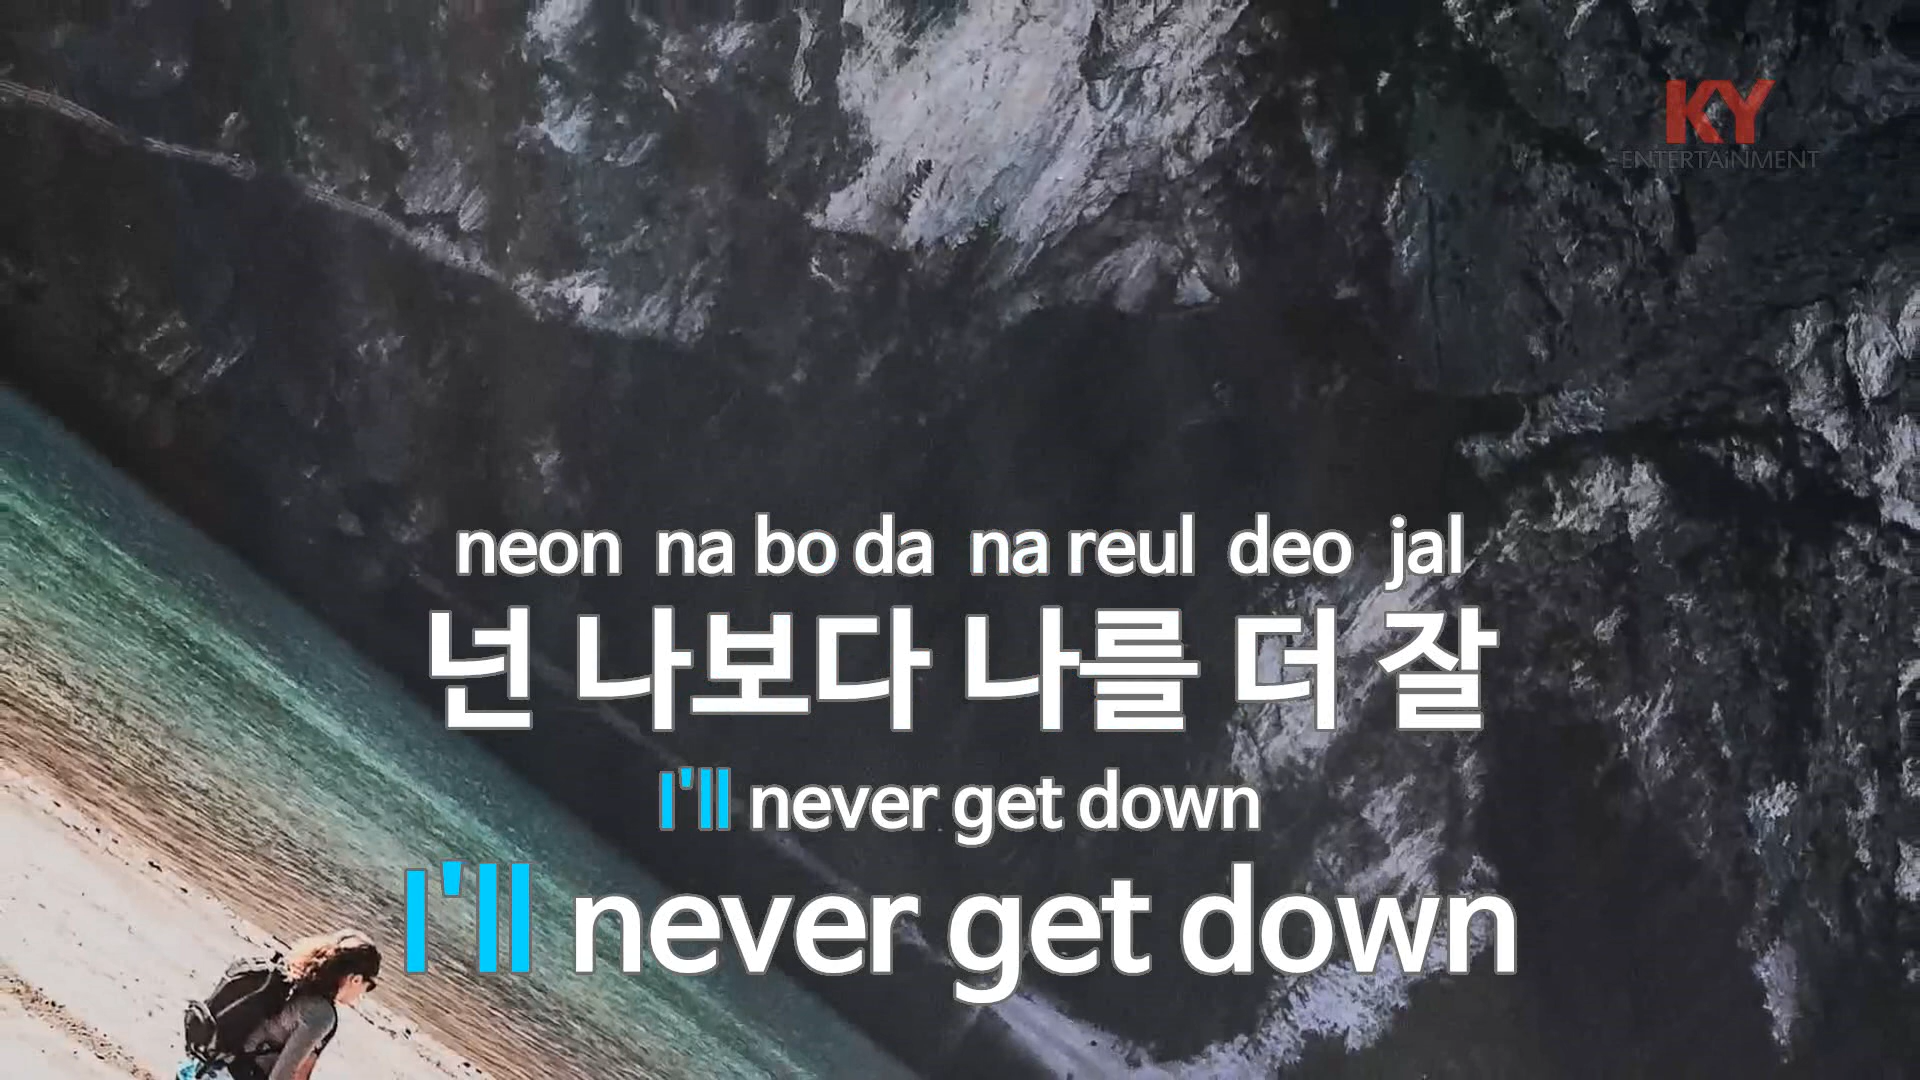 KY
ENTERTAiNMENT
neon na bo da na reul deo jal
넌 나보다 나를 더 잘
I'll never get down
I'll never get down